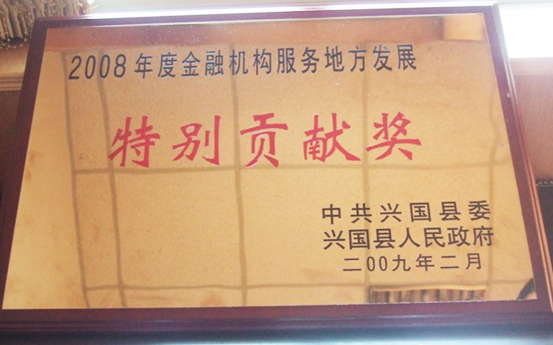 2008年度金融机构服务地方发展
特别贡献奖
中共兴国县委
兴国县人民政府
二00九年二月